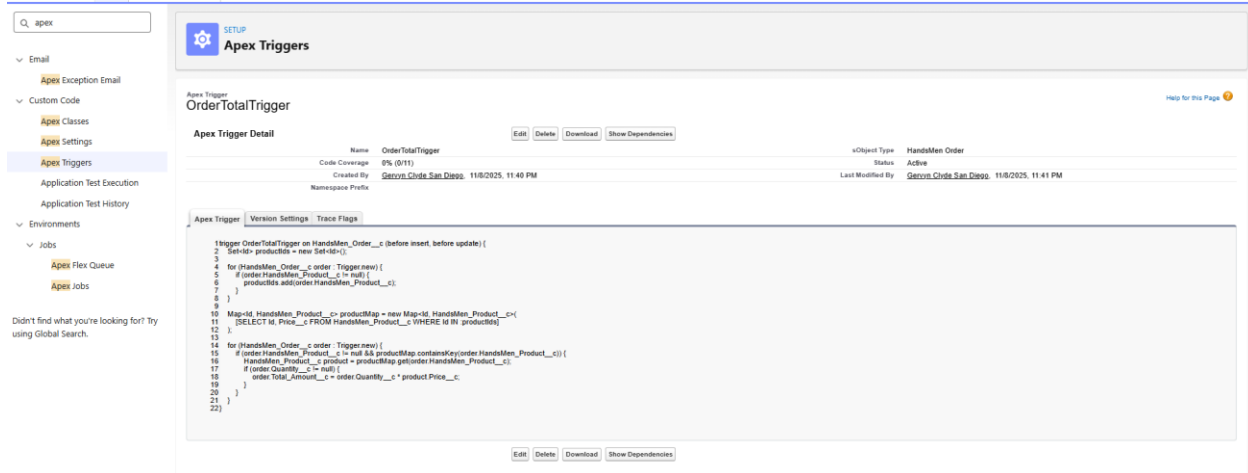 apex
Email
Apex Exception Email
Custom Code
Apex Classes
Apex Settings
Apex Triggers
Application Test Execution
Application Test History
Environments
Jobs
Apex Flex Queue
Apex Jobs
Didn't find what you're looking for? Try
using Global Search.
SETUP
Apex Triggers
Apex Trigger
OrderTotalTrigger
Help for this Page
Apex Trigger Detail
Edit Delete Download Show Dependencies
Name OrderTotalTrigger sObject Type HandsMen Order
Code Coverage 0% (0/11) Status Active
Created By Gervyn Clyde San Diego, 11/8/2025, 11:40 PM Last Modified By Gervyn Clyde San Diego, 11/8/2025, 11:41 PM
Namespace Prefix
Apex Trigger Version Settings Trace Flags
1 trigger OrderTotalTrigger on HandsMen_Order__c (before insert, before update) {
2 Set<Id> productIds = new Set<Id>();
3
4 for (HandsMen_Order__c order : Trigger.new) {
5 if (order.HandsMen_Product__c != null) {
6 productIds.add(order.HandsMen_Product__c);
7 }
8 }
9
10 Map<Id, HandsMen_Product__c> productMap = new Map<Id, HandsMen_Product__c>(
11 [SELECT Id, Price__c FROM HandsMen_Product__c WHERE Id IN :productIds]
12 );
13
14 for (HandsMen_Order__c order : Trigger.new) {
15 if (order.HandsMen_Product__c != null && productMap.containsKey(order.HandsMen_Product__c)) {
16 HandsMen_Product__c product = productMap.get(order.HandsMen_Product__c);
17 if (order.Quantity__c != null) {
18 order.Total_Amount__c = order.Quantity__c * product.Price__c;
19 }
20 }
21 }
22 }
Edit Delete Download Show Dependencies